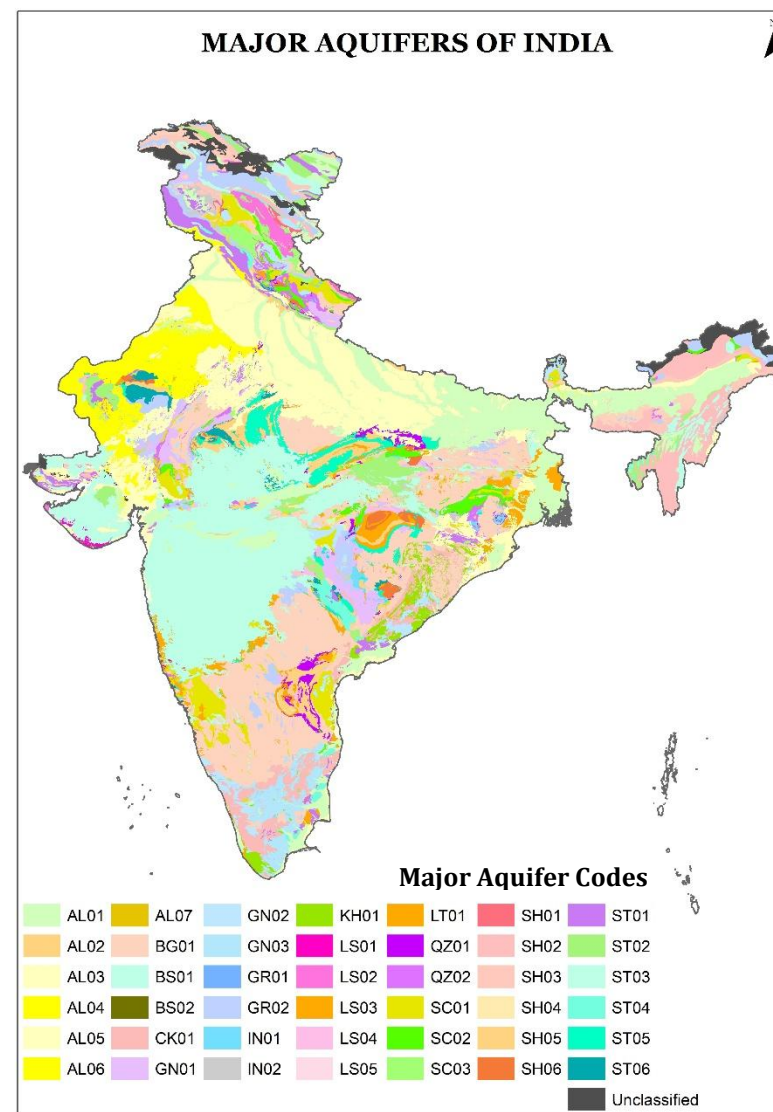 MAJOR AQUIFERS OF INDIA
Major Aquifer Codes
AL01 AL07 GN02 KH01 LT01 SH01 ST01
AL02 BG01 GN03 LS01 QZ01 SH02 ST02
AL03 BS01 GR01 LS02 QZ02 SH03 ST03
AL04 BS02 GR02 LS03 SC01 SH04 ST04
AL05 CK01 IN01 LS04 SC02 SH05 ST05
AL06 GN01 IN02 LS05 SC03 SH06 ST06
Unclassified